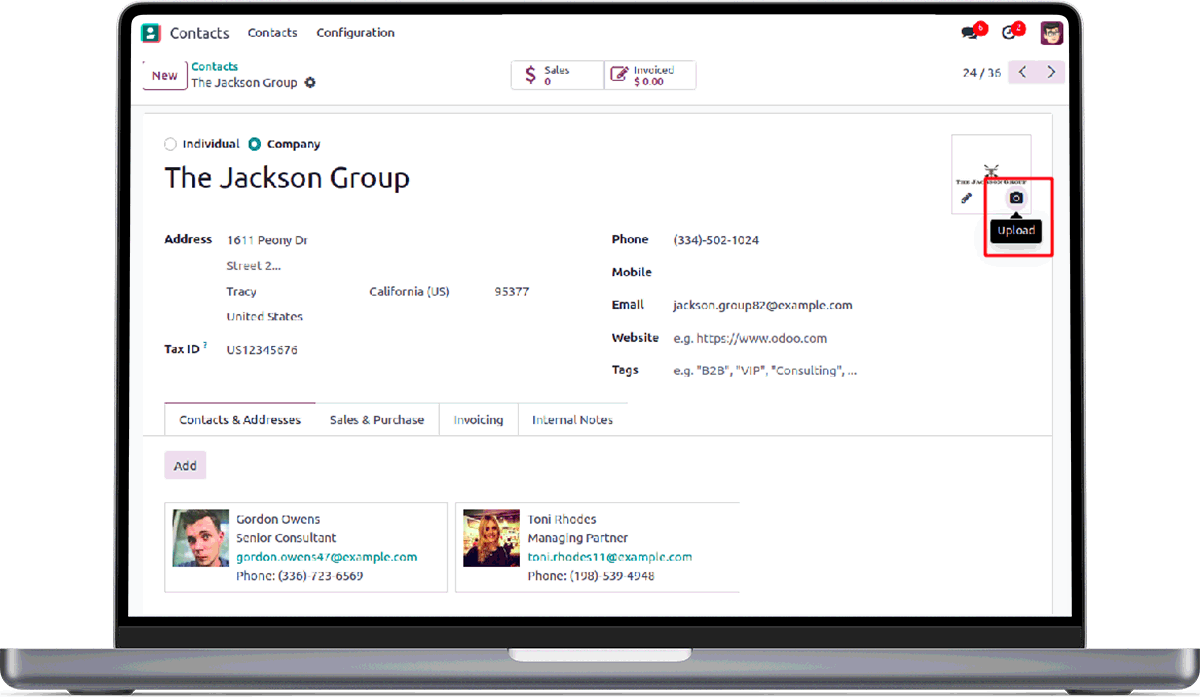 Contacts Contacts Configuration 6 2
New Contacts
The Jackson Group
$ Sales 0
Invoiced $ 0.00
24 / 36
Individual Company
The Jackson Group
THE JACKSON GROUP
Upload
Address 1611 Peony Dr
Street 2...
Tracy California (US) 95377
United States
Tax ID ? US12345676
Phone (334)-502-1024
Mobile
Email jackson.group82@example.com
Website e.g. https://www.odoo.com
Tags e.g. "B2B", "VIP", "Consulting", ...
Contacts & Addresses Sales & Purchase Invoicing Internal Notes
Add
Gordon Owens
Senior Consultant
gordon.owens47@example.com
Phone: (336)-723-6569
Toni Rhodes
Managing Partner
toni.rhodes11@example.com
Phone: (198)-539-4948